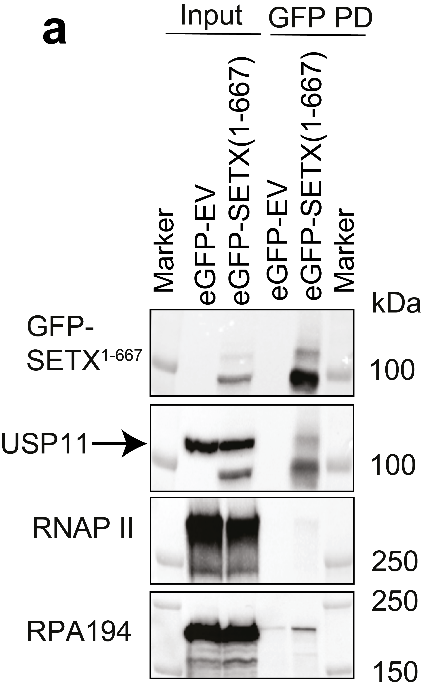 a
Input GFP PD
Marker
eGFP-EV
eGFP-SETX(1-667)
eGFP-EV
eGFP-SETX(1-667)
Marker
kDa
GFP-
SETX¹⁻⁶⁶⁷
100
USP11
100
RNAP II
250
250
RPA194
150